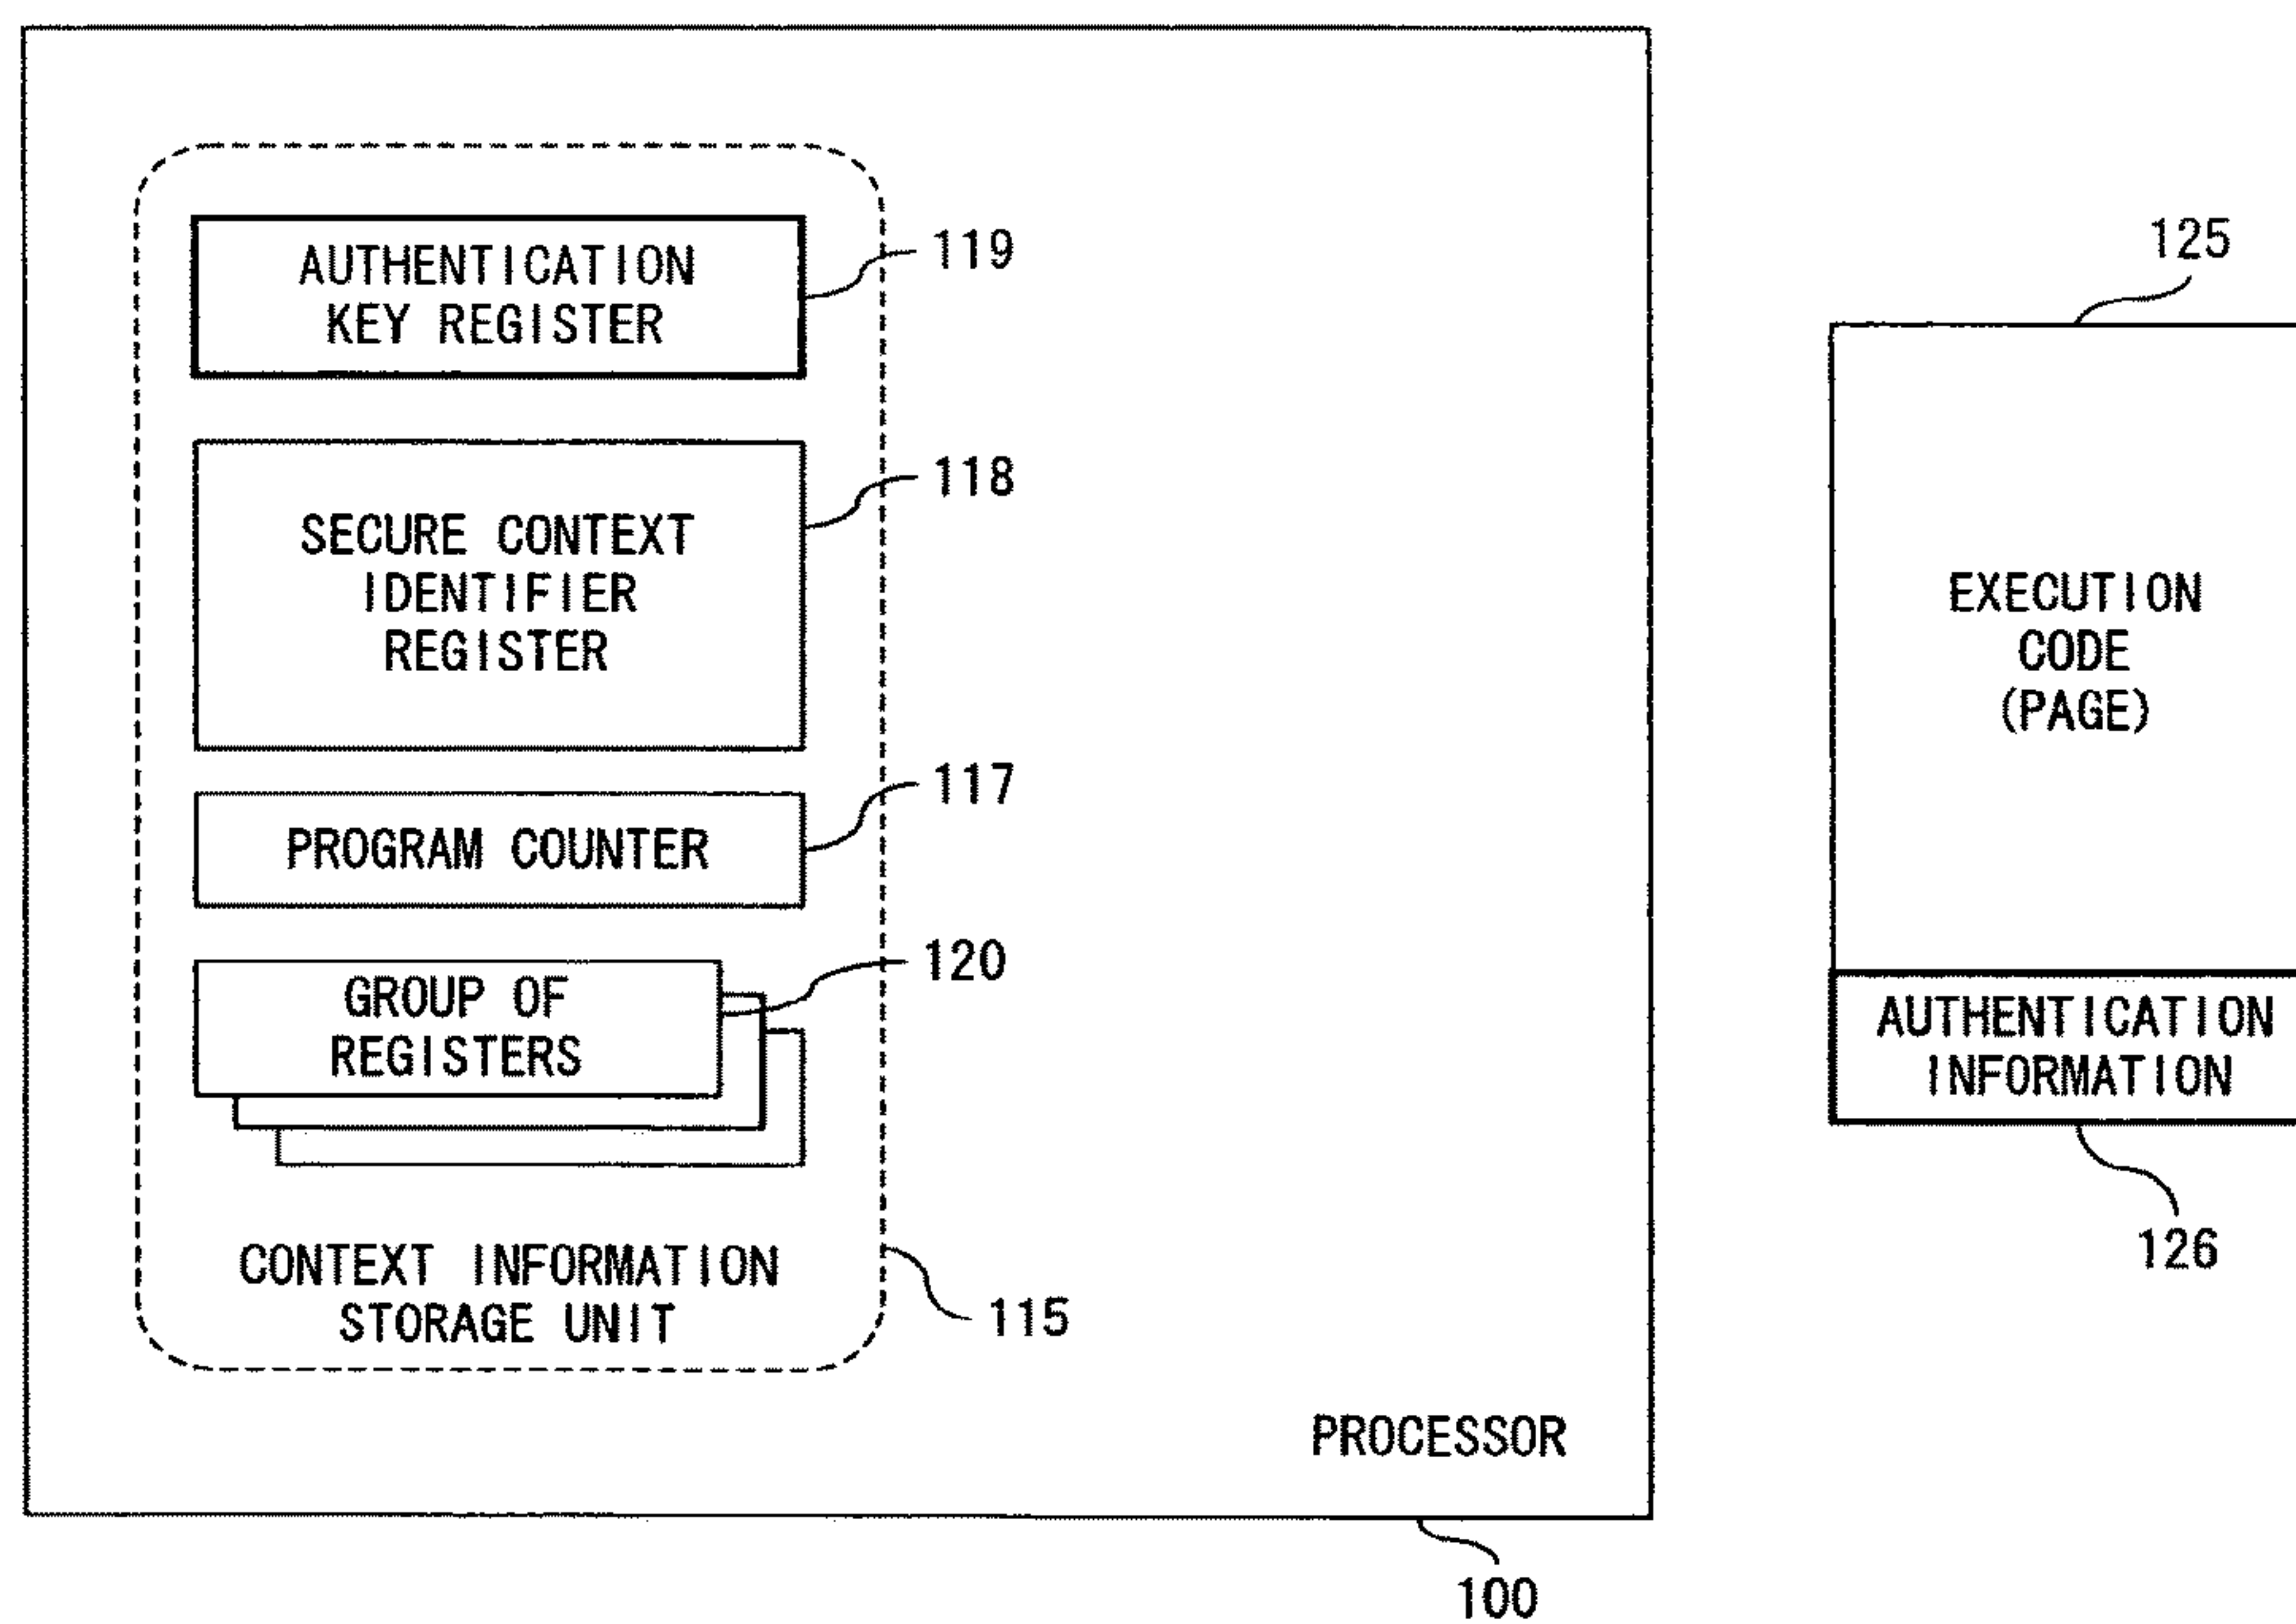 AUTHENTICATION
KEY REGISTER
119
SECURE CONTEXT
IDENTIFIER
REGISTER
118
PROGRAM COUNTER
117
GROUP OF
REGISTERS
120
CONTEXT INFORMATION
STORAGE UNIT
115
PROCESSOR
100
125
EXECUTION
CODE
(PAGE)
AUTHENTICATION
INFORMATION
126